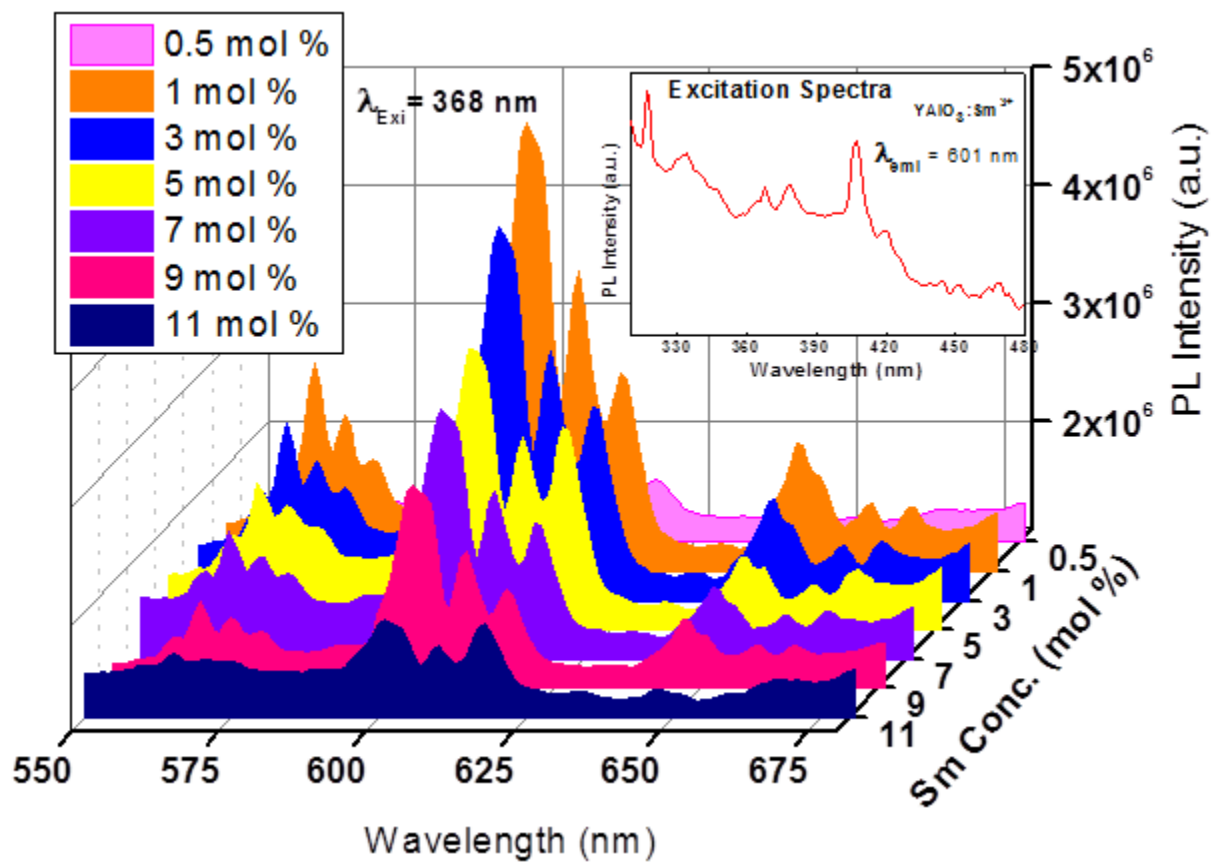 0.5 mol %
1 mol %
3 mol %
5 mol %
7 mol %
9 mol %
11 mol %
λExi = 368 nm
Excitation Spectra
YAlO3:Sm3+
λemi = 601 nm
PL Intensity (a.u.)
330 360 390 420 450 480
Wavelength (nm)
5x10⁶
4x10⁶
3x10⁶
2x10⁶
PL Intensity (a.u.)
0.5
1
3
5
7
9
11
Sm Conc. (mol %)
550 575 600 625 650 675
Wavelength (nm)